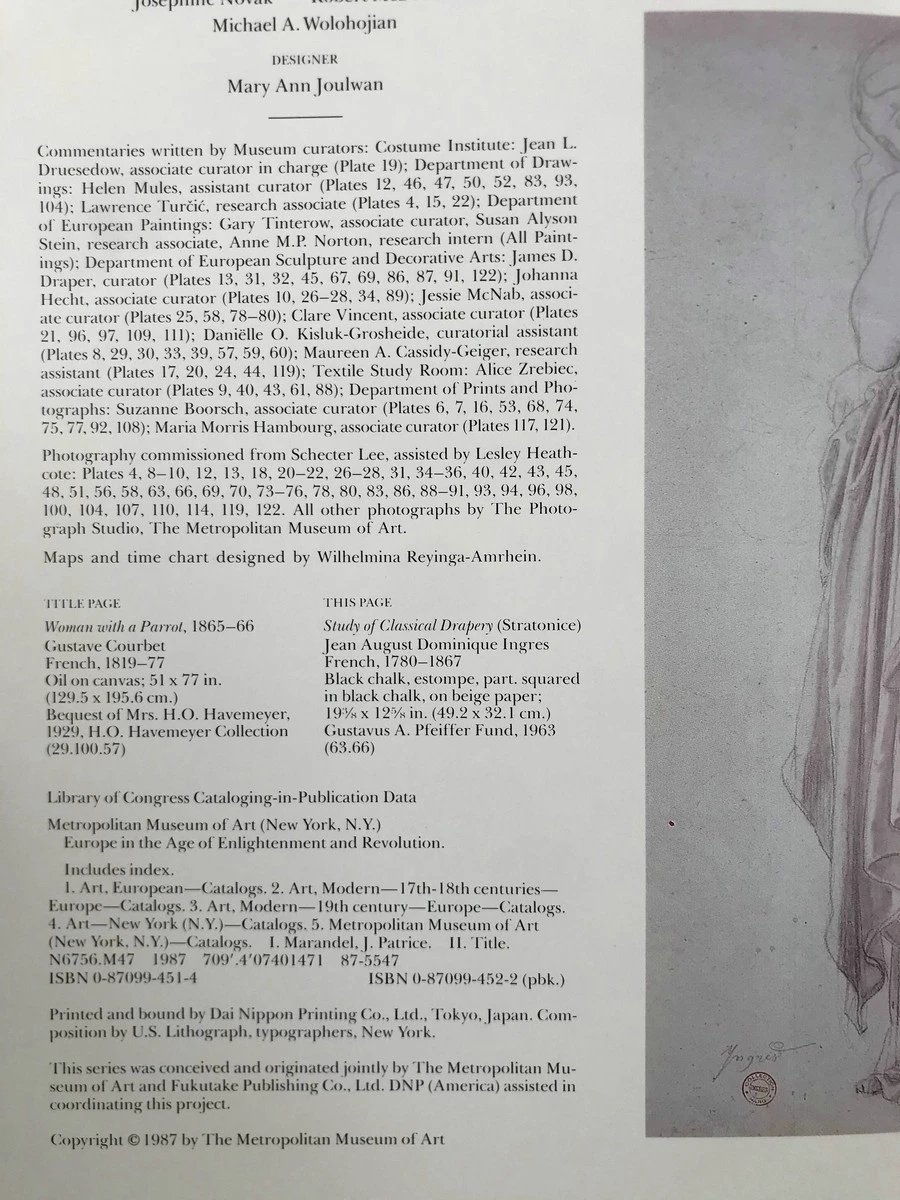 Josephine Novak Robert
Michael A. Wolohojian
DESIGNER
Mary Ann Joulwan
Commentaries written by Museum curators: Costume Institute: Jean L.
Druesedow, associate curator in charge (Plate 19); Department of Draw-
ings: Helen Mules, assistant curator (Plates 12, 46, 47, 50, 52, 83, 93,
104); Lawrence Turčić, research associate (Plates 4, 15, 22); Department
of European Paintings: Gary Tinterow, associate curator, Susan Alyson
Stein, research associate, Anne M.P. Norton, research intern (All Paint-
ings); Department of European Sculpture and Decorative Arts: James D.
Draper, curator (Plates 13, 31, 32, 45, 67, 69, 86, 87, 91, 122); Johanna
Hecht, associate curator (Plates 10, 26–28, 34, 89); Jessie McNab, associ-
ate curator (Plates 25, 58, 78–80); Clare Vincent, associate curator (Plates
21, 96, 97, 109, 111); Daniëlle O. Kisluk-Grosheide, curatorial assistant
(Plates 8, 29, 30, 33, 39, 57, 59, 60); Maureen A. Cassidy-Geiger, research
assistant (Plates 17, 20, 24, 44, 119); Textile Study Room: Alice Zrebiec,
associate curator (Plates 9, 40, 43, 61, 88); Department of Prints and Pho-
tographs: Suzanne Boorsch, associate curator (Plates 6, 7, 16, 53, 68, 74,
75, 77, 92, 108); Maria Morris Hambourg, associate curator (Plates 117, 121).
Photography commissioned from Schecter Lee, assisted by Lesley Heath-
cote: Plates 4, 8–10, 12, 13, 18, 20–22, 26–28, 31, 34–36, 40, 42, 43, 45,
48, 51, 56, 58, 63, 66, 69, 70, 73–76, 78, 80, 83, 86, 88–91, 93, 94, 96, 98,
100, 104, 107, 110, 114, 119, 122. All other photographs by The Photo-
graph Studio, The Metropolitan Museum of Art.
Maps and time chart designed by Wilhelmina Reyinga-Amrhein.
TITLE PAGE
Woman with a Parrot, 1865–66
Gustave Courbet
French, 1819–77
Oil on canvas; 51 x 77 in.
(129.5 x 195.6 cm.)
Bequest of Mrs. H.O. Havemeyer,
1929, H.O. Havemeyer Collection
(29.100.57)
THIS PAGE
Study of Classical Drapery (Stratonice)
Jean August Dominique Ingres
French, 1780–1867
Black chalk, estompe, part. squared
in black chalk, on beige paper;
19⅜ x 12⅝ in. (49.2 x 32.1 cm.)
Gustavus A. Pfeiffer Fund, 1963
(63.66)
Library of Congress Cataloging-in-Publication Data
Metropolitan Museum of Art (New York, N.Y.)
Europe in the Age of Enlightenment and Revolution.
Includes index.
1. Art, European—Catalogs. 2. Art, Modern—17th-18th centuries—
Europe—Catalogs. 3. Art, Modern—19th century—Europe—Catalogs.
4. Art—New York (N.Y.)—Catalogs. 5. Metropolitan Museum of Art
(New York, N.Y.)—Catalogs. I. Marandel, J. Patrice. II. Title.
N6756.M47 1987 709'.4'07401471 87-5547
ISBN 0-87099-451-4 ISBN 0-87099-452-2 (pbk.)
Printed and bound by Dai Nippon Printing Co., Ltd., Tokyo, Japan. Com-
position by U.S. Lithograph, typographers, New York.
This series was conceived and originated jointly by The Metropolitan Mu-
seum of Art and Fukutake Publishing Co., Ltd. DNP (America) assisted in
coordinating this project.
Copyright © 1987 by The Metropolitan Museum of Art
Ingres